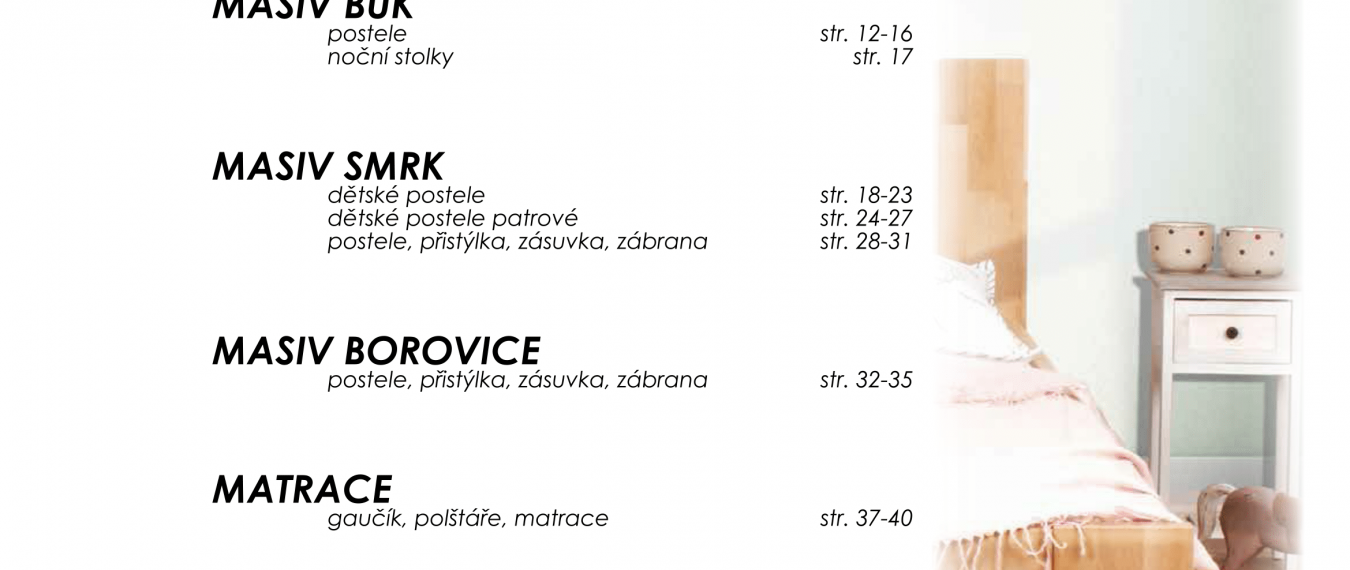 MASIV BUK
postele str. 12-16
noční stolky str. 17
MASIV SMRK
dětské postele str. 18-23
dětské postele patrové str. 24-27
postele, přistýlka, zásuvka, zábrana str. 28-31
MASIV BOROVICE
postele, přistýlka, zásuvka, zábrana str. 32-35
MATRACE
gaučík, polštáře, matrace str. 37-40